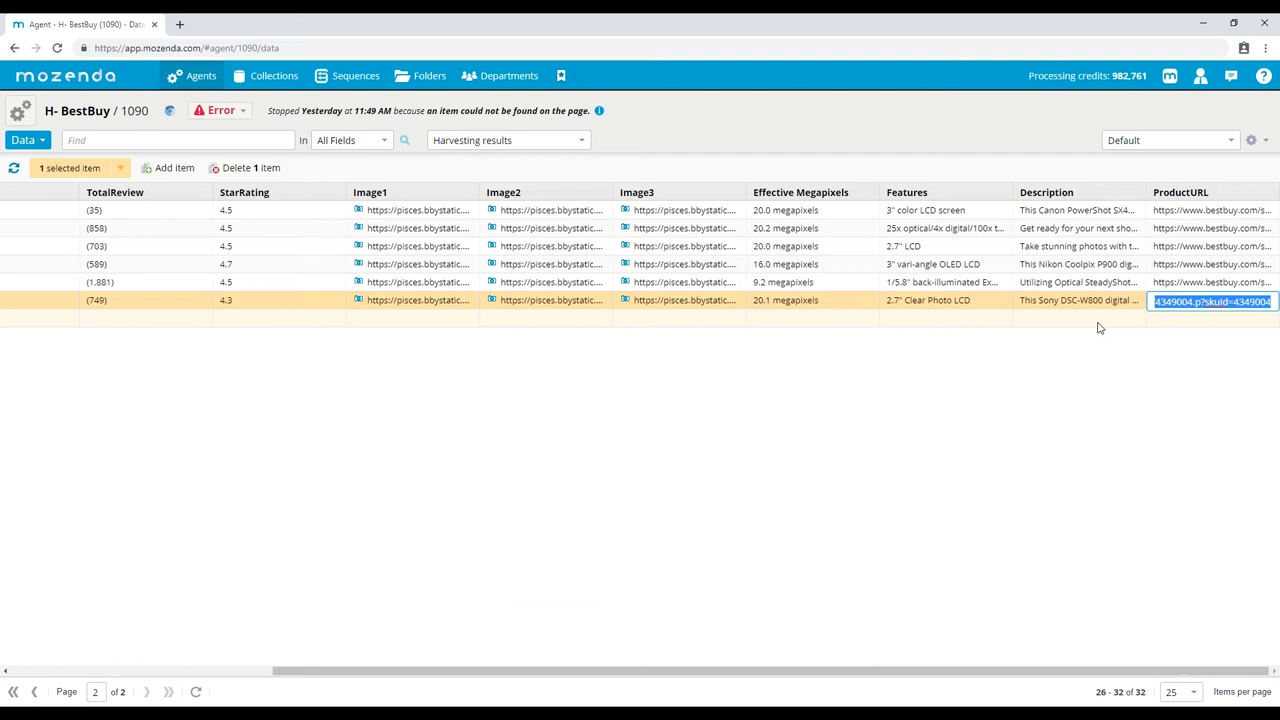 Agent - H- BestBuy (1090) - Data
https://app.mozenda.com/#agent/1090/data
mozenda Agents Collections Sequences Folders Departments Processing credits: 982,761
H- BestBuy / 1090 Error Stopped Yesterday at 11:49 AM because an item could not be found on the page.
Data Find In All Fields Harvesting results Default
1 selected item Add item Delete 1 item
TotalReview StarRating Image1 Image2 Image3 Effective Megapixels Features Description ProductURL
(35) 4.5 https://pisces.bbystatic.... https://pisces.bbystatic.... https://pisces.bbystatic.... 20.0 megapixels 3" color LCD screen This Canon PowerShot SX4... https://www.bestbuy.com/s...
(858) 4.5 https://pisces.bbystatic.... https://pisces.bbystatic.... https://pisces.bbystatic.... 20.2 megapixels 25x optical/4x digital/100x t... Get ready for your next sho... https://www.bestbuy.com/s...
(703) 4.5 https://pisces.bbystatic.... https://pisces.bbystatic.... https://pisces.bbystatic.... 20.0 megapixels 2.7" LCD Take stunning photos with t... https://www.bestbuy.com/s...
(589) 4.7 https://pisces.bbystatic.... https://pisces.bbystatic.... https://pisces.bbystatic.... 16.0 megapixels 3" vari-angle OLED LCD This Nikon Coolpix P900 dig... https://www.bestbuy.com/s...
(1,881) 4.5 https://pisces.bbystatic.... https://pisces.bbystatic.... https://pisces.bbystatic.... 9.2 megapixels 1/5.8" back-illuminated Ex... Utilizing Optical SteadyShot... https://www.bestbuy.com/s...
(749) 4.3 https://pisces.bbystatic.... https://pisces.bbystatic.... https://pisces.bbystatic.... 20.1 megapixels 2.7" Clear Photo LCD This Sony DSC-W800 digital ... 4349004.p?skuId=4349004
Page 2 of 2 26 - 32 of 32 25 Items per page